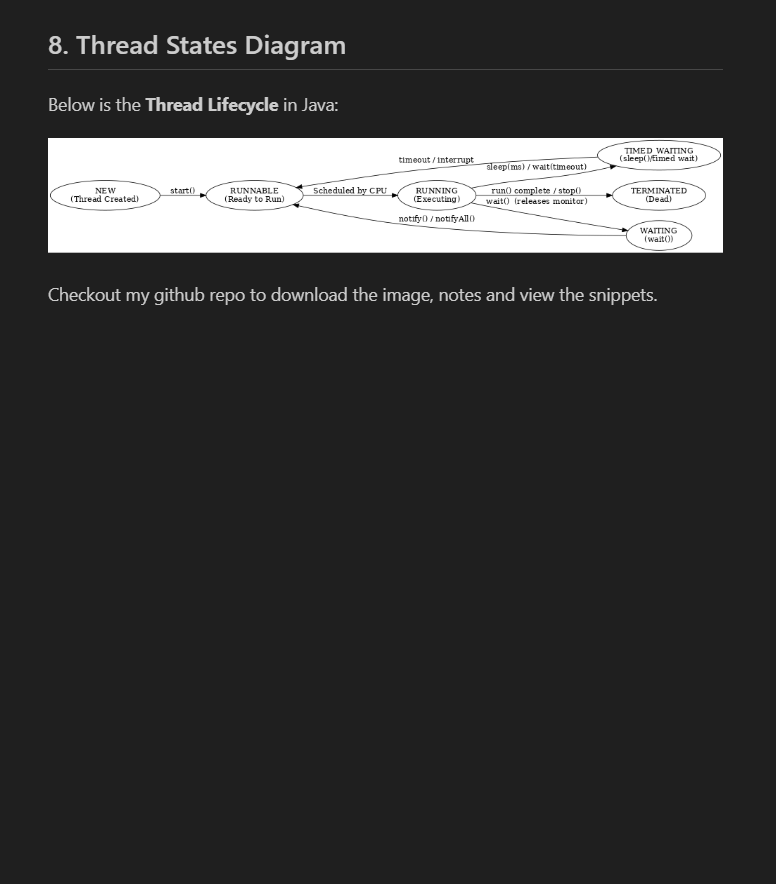 8. Thread States Diagram
Below is the Thread Lifecycle in Java:
NEW
(Thread Created)
start()
RUNNABLE
(Ready to Run)
Scheduled by CPU
RUNNING
(Executing)
timeout / interrupt
sleep(ms) / wait(timeout)
TIMED_WAITING
(sleep()/timed wait)
run() complete / stop()
TERMINATED
(Dead)
wait() (releases monitor)
notify() / notifyAll()
WAITING
(wait())
Checkout my github repo to download the image, notes and view the snippets.